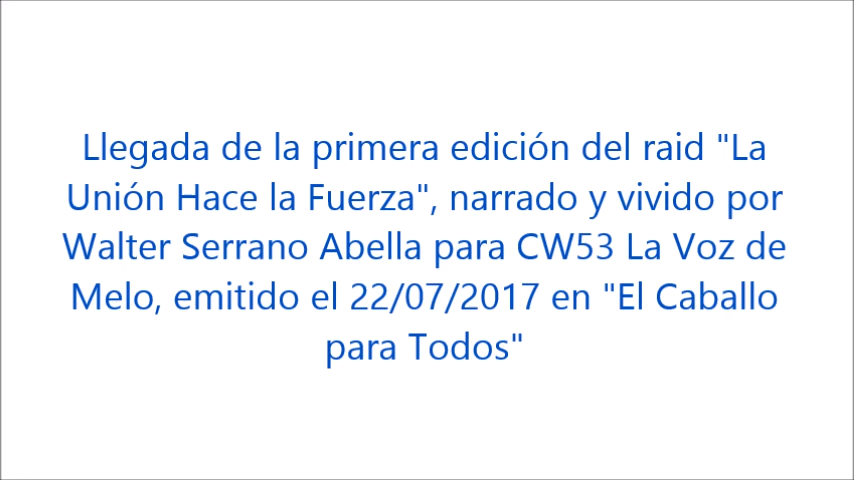 Llegada de la primera edición del raid "La
Unión Hace la Fuerza", narrado y vivido por
Walter Serrano Abella para CW53 La Voz de
Melo, emitido el 22/07/2017 en "El Caballo
para Todos"